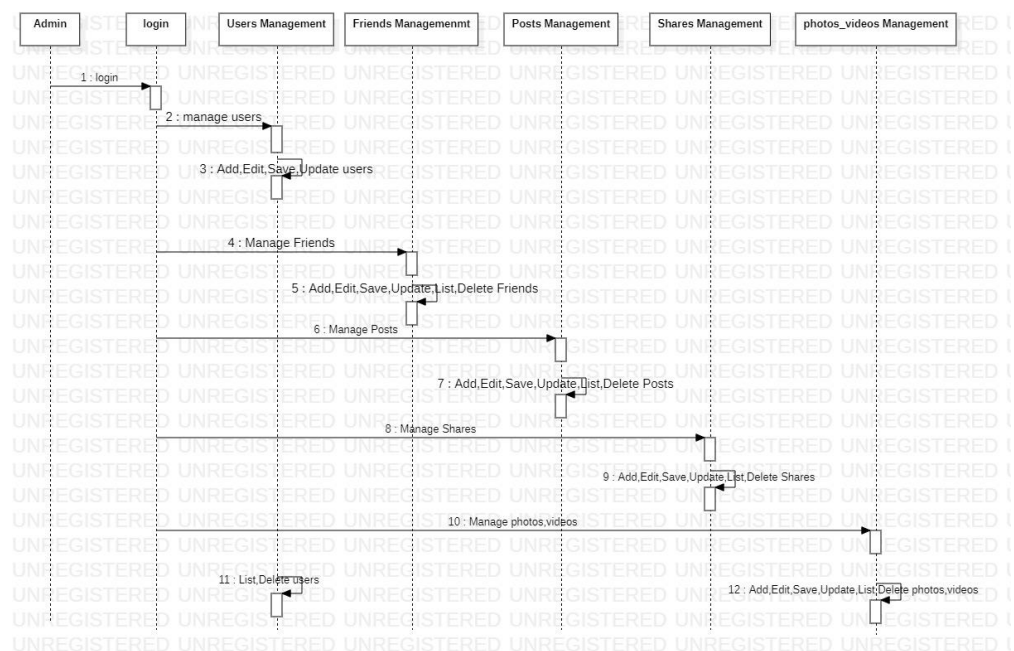 Admin
login
Users Management
Friends Managenenmt
Posts Management
Shares Management
photos_videos Management
1 : login
2 : manage users
3 : Add,Edit,Save,Update users
4 : Manage Friends
5 : Add,Edit,Save,Update,List,Delete Friends
6 : Manage Posts
7 : Add,Edit,Save,Update,List,Delete Posts
8 : Manage Shares
9 : Add,Edit,Save,Update,List,Delete Shares
10 : Manage photos,videos
11 : List,Delete users
12 : Add,Edit,Save,Update,List,Delete photos,videos
UNREGISTERED